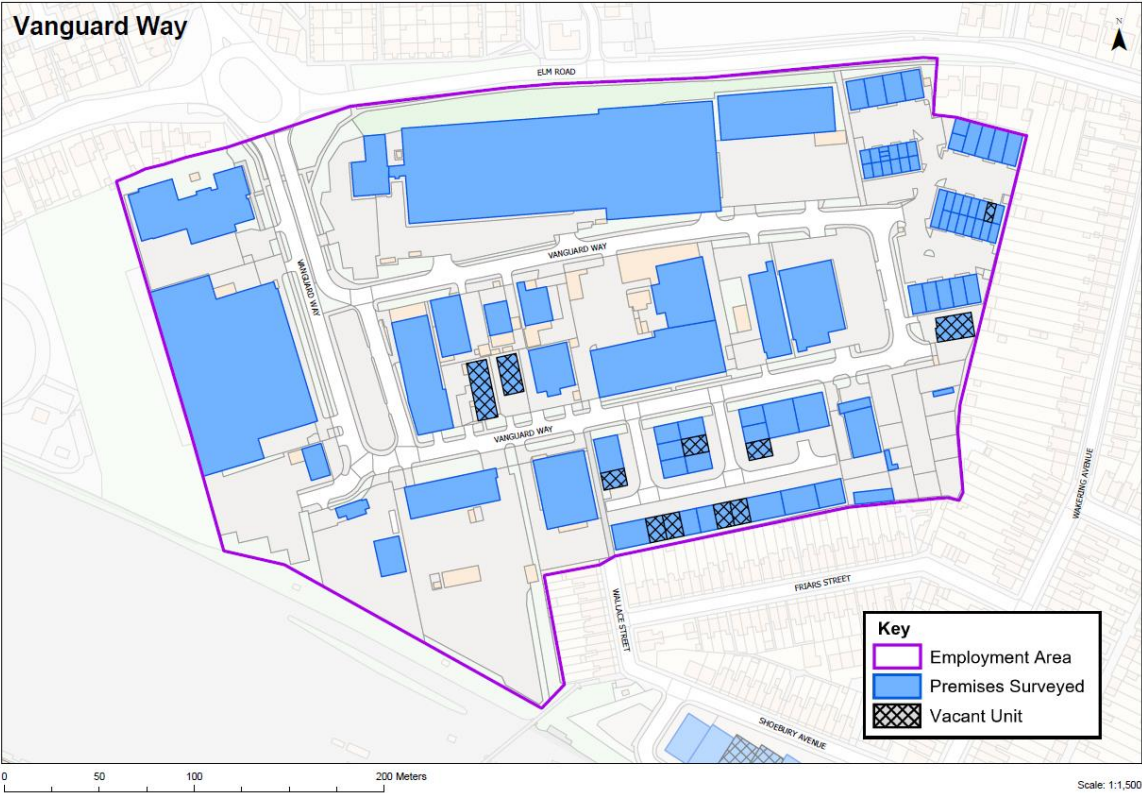 Vanguard Way
N
ELM ROAD
VANGUARD WAY
VANGUARD WAY
VANGUARD WAY
WAKERING AVENUE
FRIARS STREET
WALLACE STREET
SHOEBURY AVENUE
Key
Employment Area
Premises Surveyed
Vacant Unit
0 50 100 200 Meters
Scale: 1:1,500